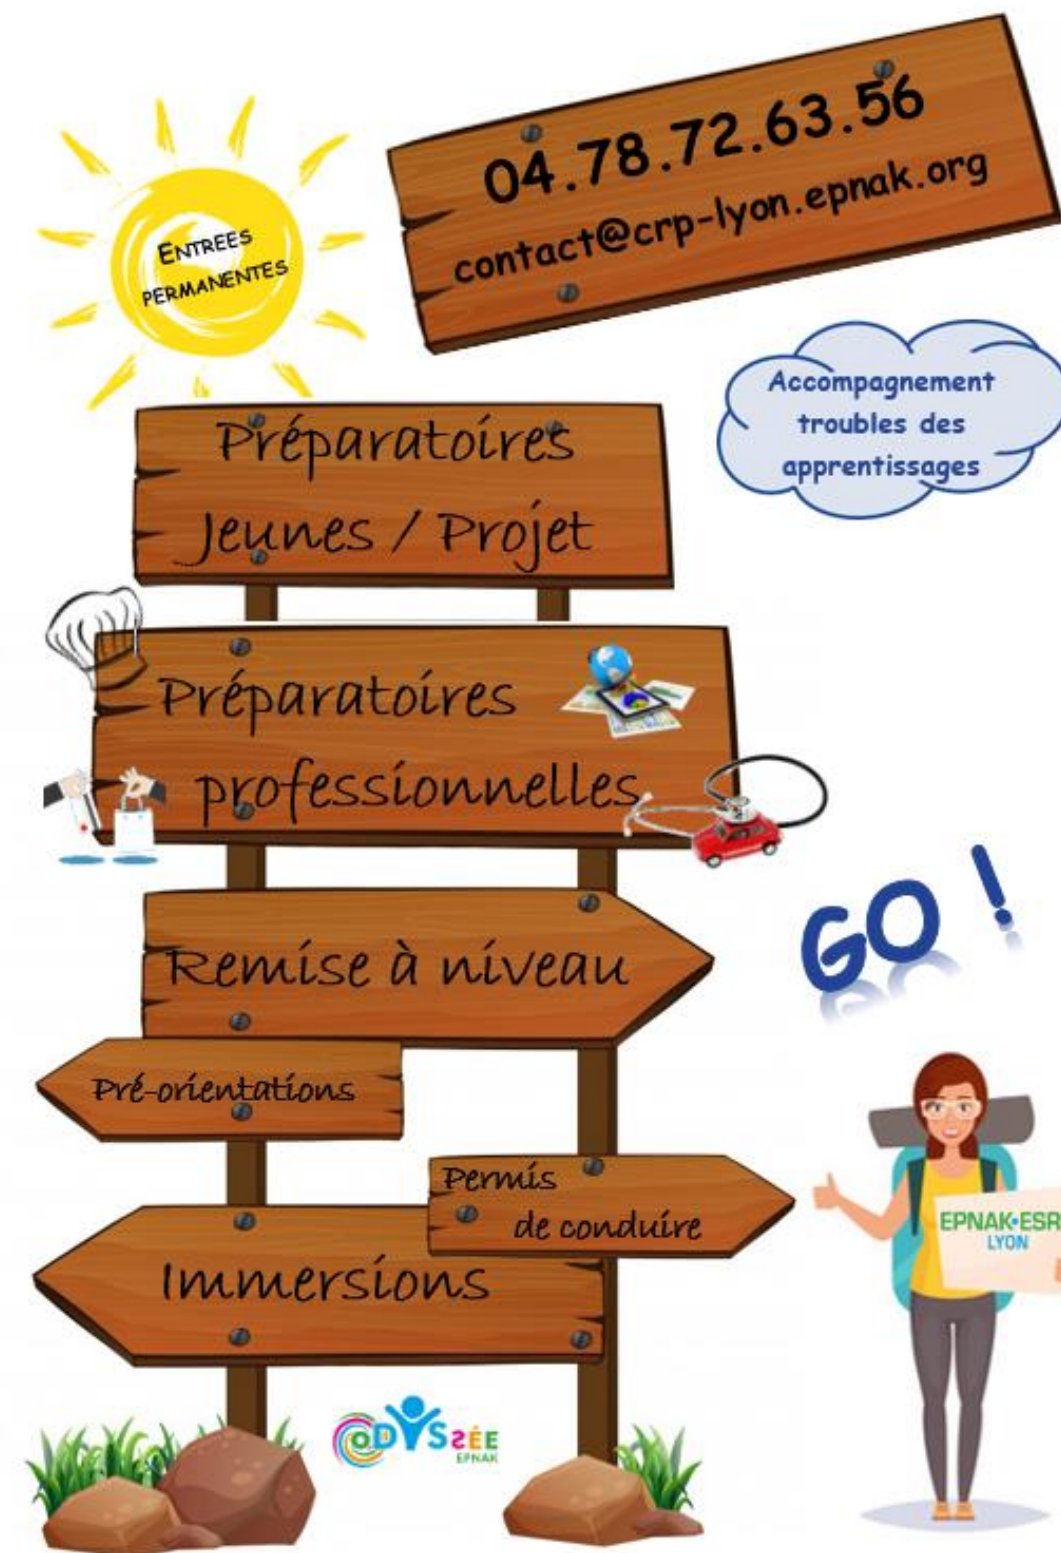 04.78.72.63.56
contact@crp-lyon.epnak.org
ENTREES
PERMANENTES
Accompagnement
troubles des
apprentissages
Préparatoires
Jeunes / Projet
Préparatoires
professionnelles
Remise à niveau
GO !
Pré-orientations
Permis
de conduire
Immersions
EPNAK•ESR
LYON
ODYSSÉE
EPNAK